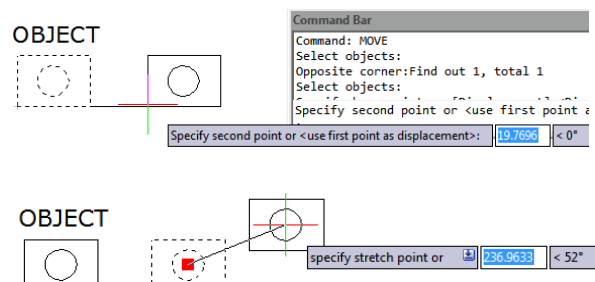 OBJECT
Command Bar
Command: MOVE
Select objects:
Opposite corner:Find out 1, total 1
Select objects:
Specify second point or <use first point a
Specify second point or <use first point as displacement>: 19.7696 < 0°
OBJECT
specify stretch point or 236.9633 < 52°